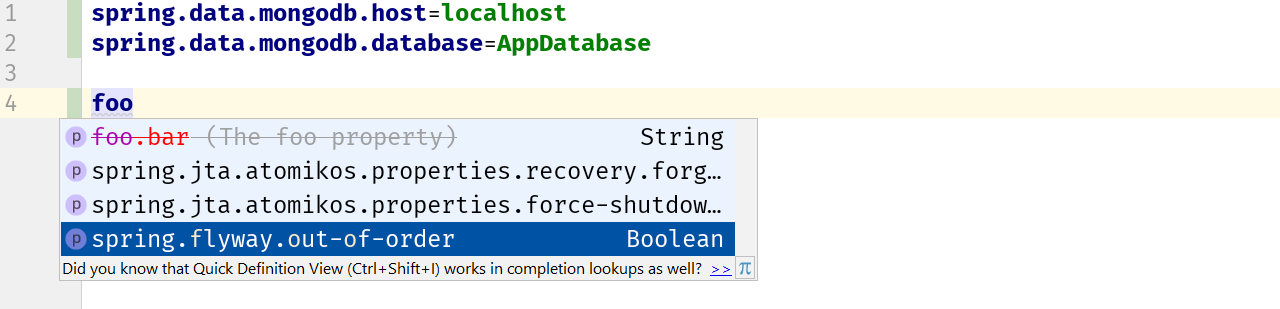 1 spring.data.mongodb.host=localhost
2 spring.data.mongodb.database=AppDatabase
3
4 foo
p foo.bar (The foo property) String
p spring.jta.atomikos.properties.recovery.forg…
p spring.jta.atomikos.properties.force-shutdow…
p spring.flyway.out-of-order Boolean
Did you know that Quick Definition View (Ctrl+Shift+I) works in completion lookups as well? >> π